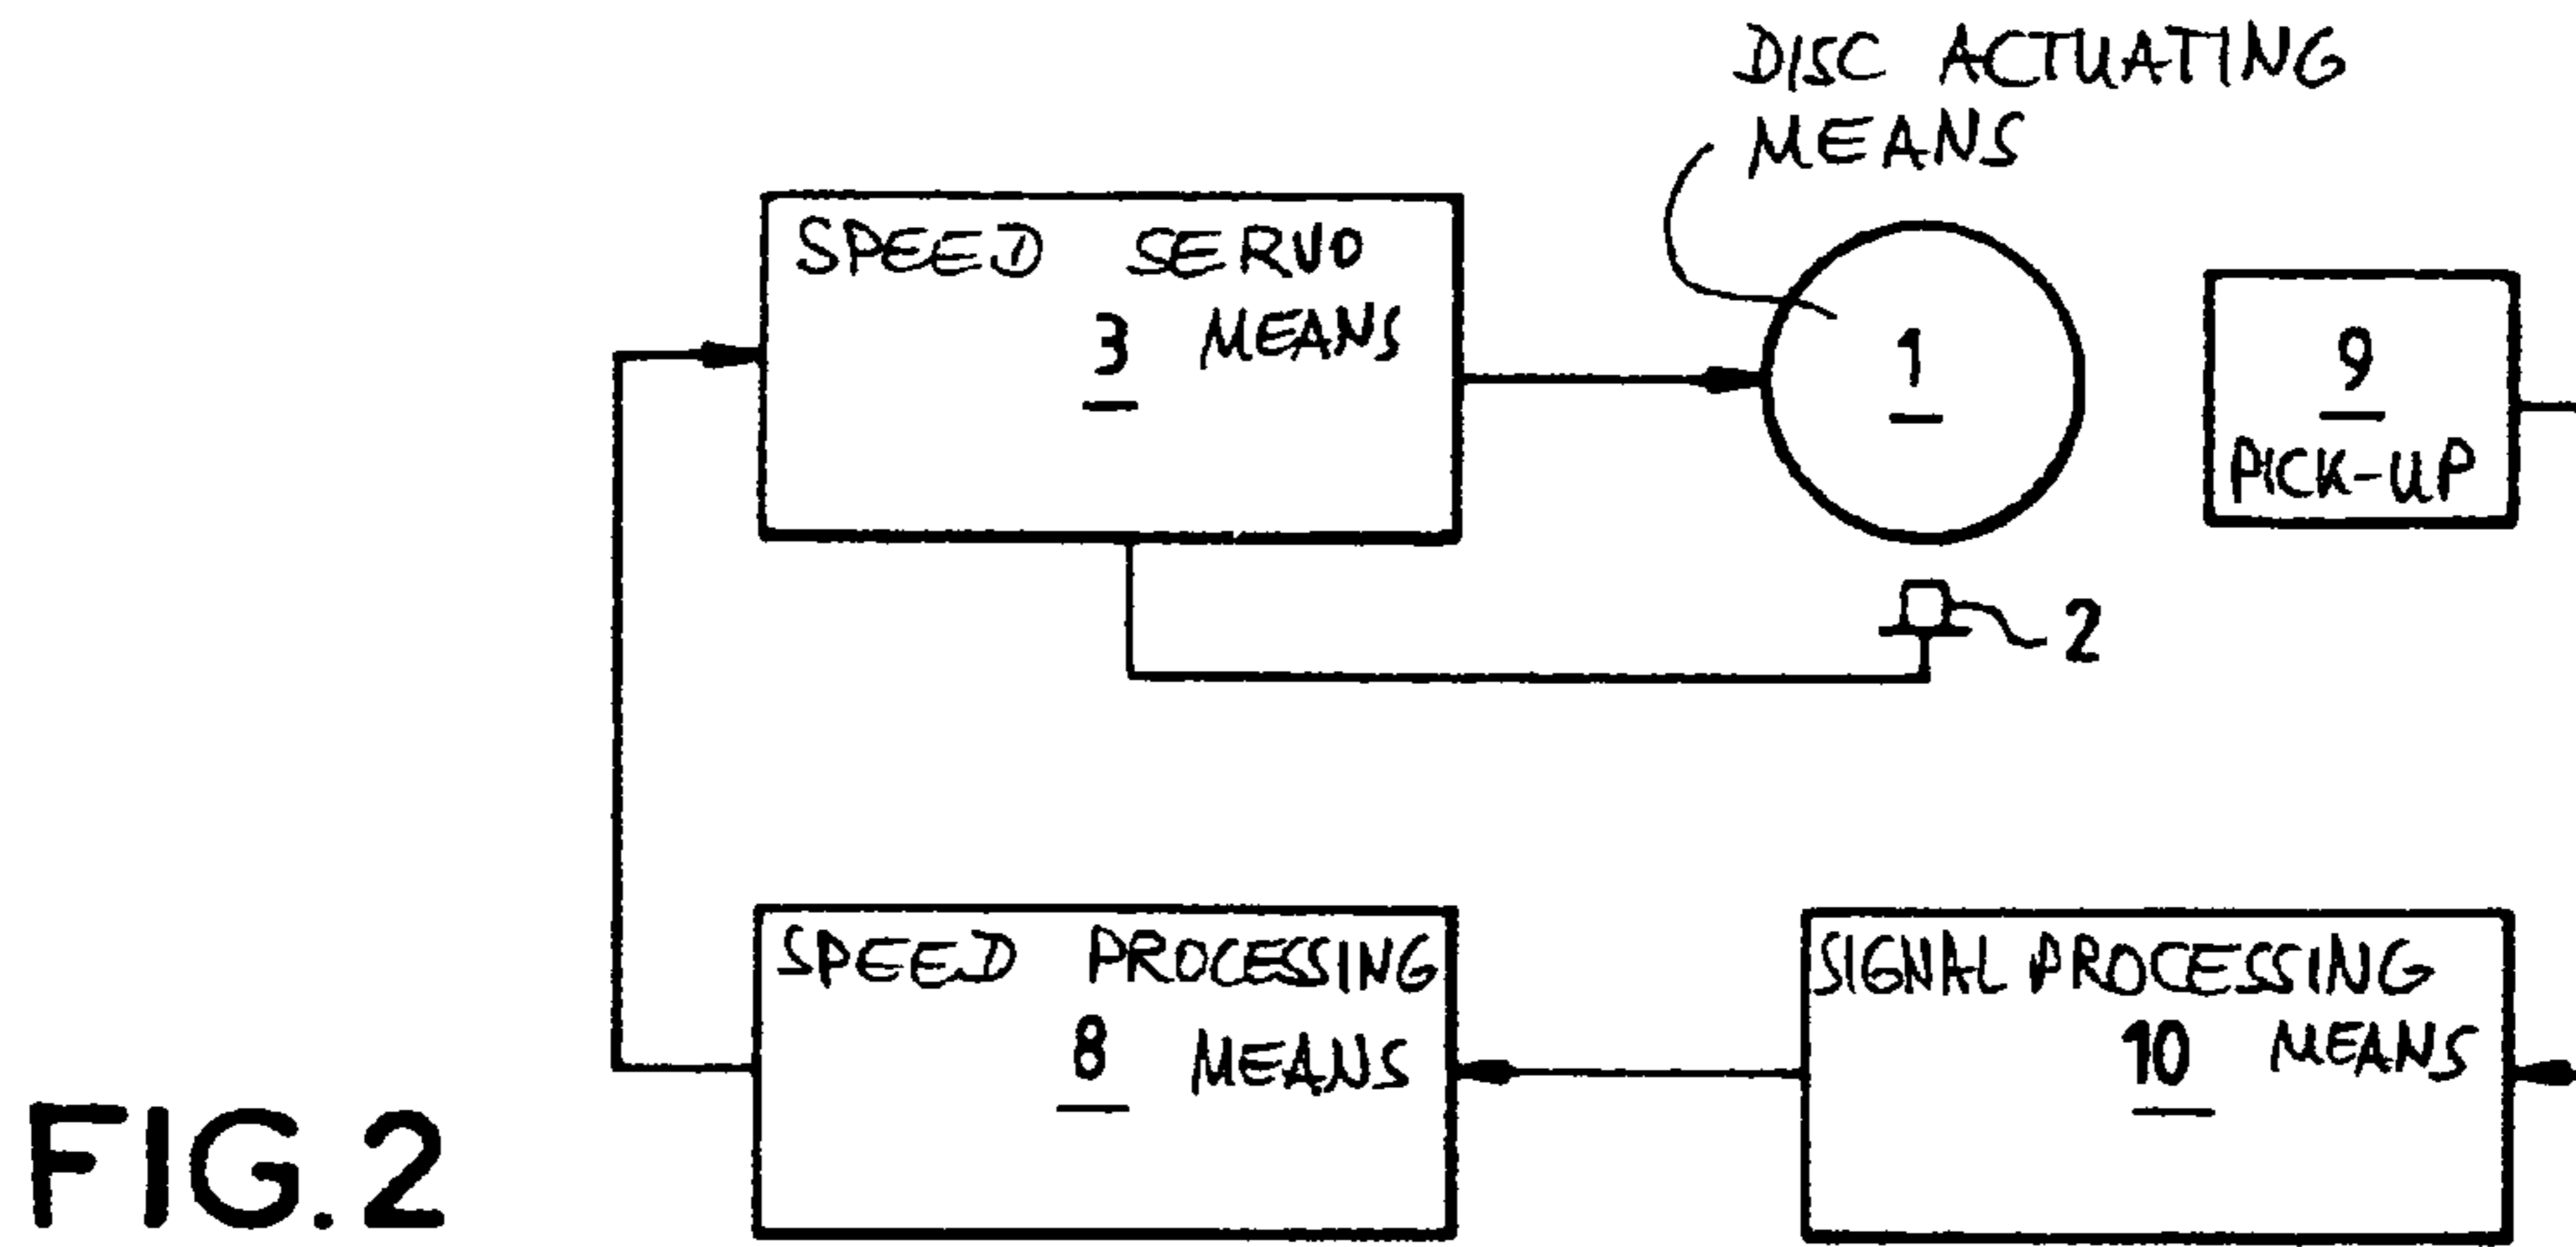 DISC ACTUATING
MEANS
SPEED SERVO
3 MEANS
1
9
PICK-UP
2
SPEED PROCESSING
8 MEANS
SIGNAL PROCESSING
10 MEANS
FIG.2